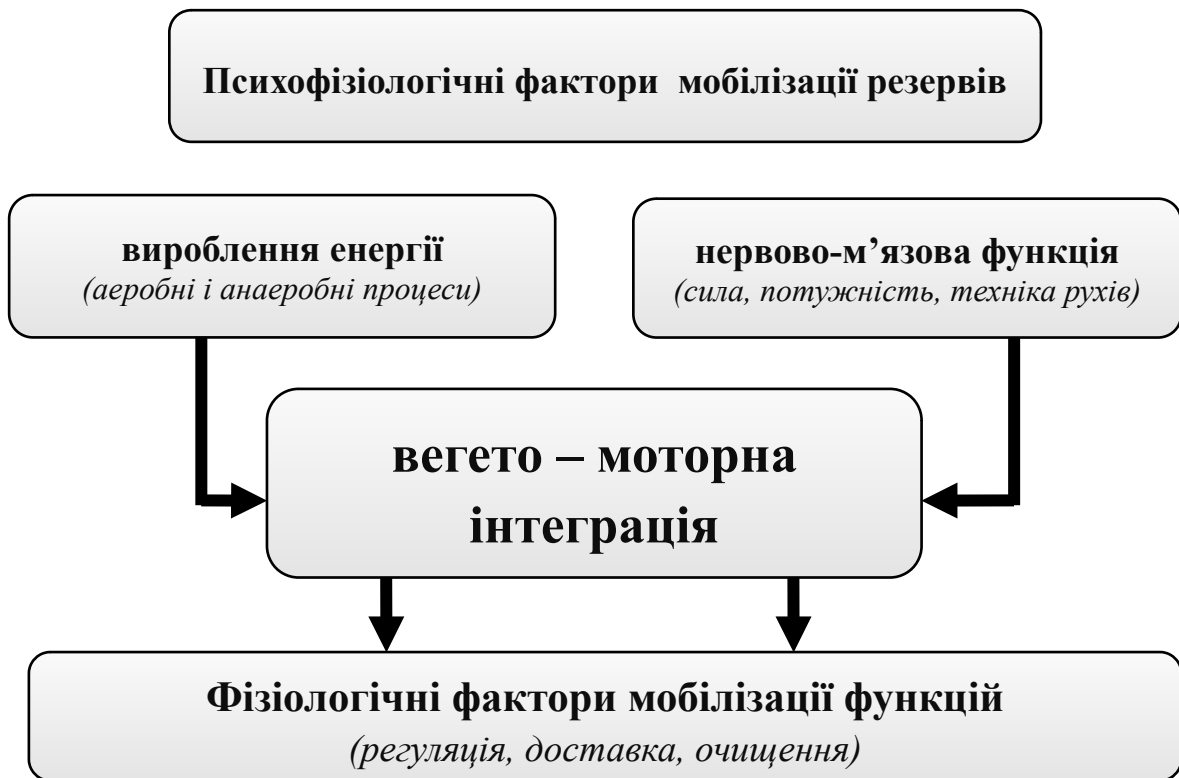 Психофізіологічні фактори мобілізації резервів
вироблення енергії
(аеробні і анаеробні процеси)
нервово-м’язова функція
(сила, потужність, техніка рухів)
вегето – моторна
інтеграція
Фізіологічні фактори мобілізації функцій
(регуляція, доставка, очищення)